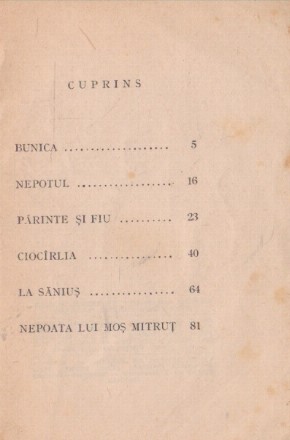 CUPRINS
BUNICA .................... 5
NEPOTUL ................. 16
PĂRINTE ȘI FIU .......... 23
CIOCÎRLIA ................ 40
LA SĂNIUȘ ............... 64
NEPOATA LUI MOȘ MITRUȚ 81